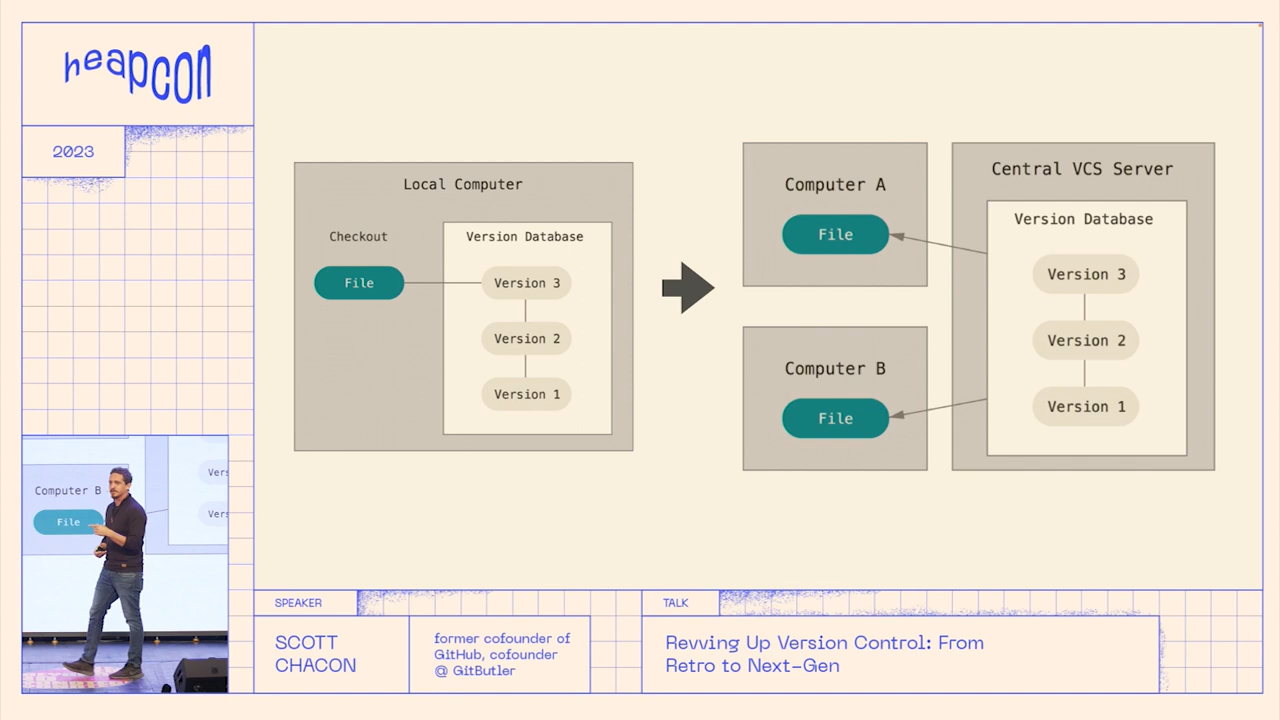 heapcon
2023
Local Computer
Checkout
Version Database
File
Version 3
Version 2
Version 1
Computer A
File
Computer B
File
Central VCS Server
Version Database
Version 3
Version 2
Version 1
Computer B
File
Vers
Vers
SPEAKER
SCOTT
CHACON
former cofounder of
GitHub, cofounder
@ GitButler
TALK
Revving Up Version Control: From
Retro to Next-Gen